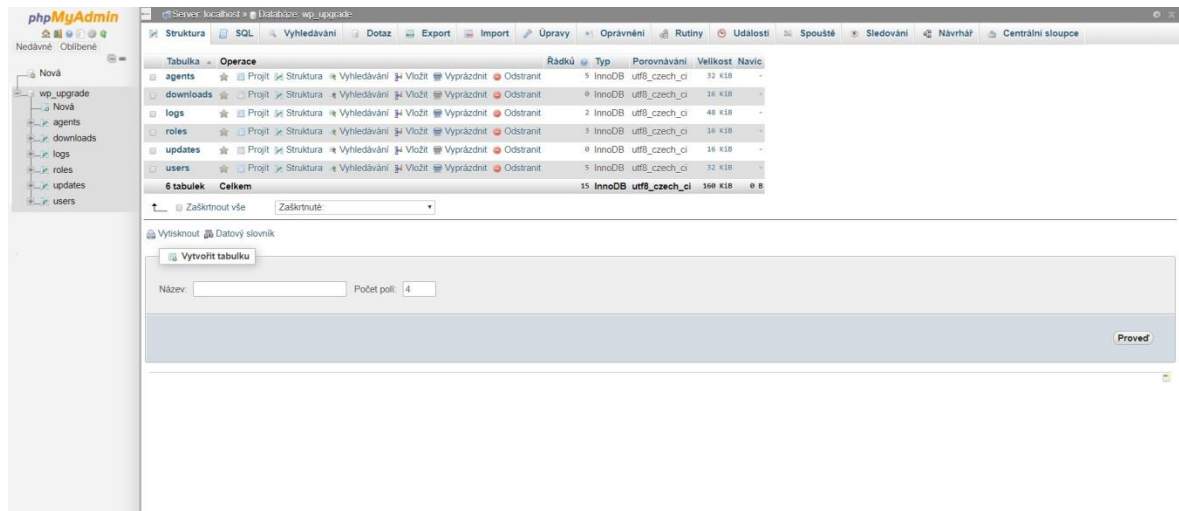 phpMyAdmin
Nedávné Oblíbené
Nová
wp_upgrade
Nová
agents
downloads
logs
roles
updates
users
Server: localhost » Databáze: wp_upgrade
Struktura SQL Vyhledávání Dotaz Export Import Úpravy Oprávnění Rutiny Události Spouště Sledování Návrhář Centrální sloupce
Tabulka Operace Řádků Typ Porovnávání Velikost Navíc
agents Projít Struktura Vyhledávání Vložit Vyprázdnit Odstranit 5 InnoDB utf8_czech_ci 32 KiB -
downloads Projít Struktura Vyhledávání Vložit Vyprázdnit Odstranit 0 InnoDB utf8_czech_ci 16 KiB -
logs Projít Struktura Vyhledávání Vložit Vyprázdnit Odstranit 2 InnoDB utf8_czech_ci 48 KiB -
roles Projít Struktura Vyhledávání Vložit Vyprázdnit Odstranit 3 InnoDB utf8_czech_ci 16 KiB -
updates Projít Struktura Vyhledávání Vložit Vyprázdnit Odstranit 0 InnoDB utf8_czech_ci 16 KiB -
users Projít Struktura Vyhledávání Vložit Vyprázdnit Odstranit 5 InnoDB utf8_czech_ci 32 KiB -
6 tabulek Celkem 15 InnoDB utf8_czech_ci 160 KiB 0 B
Zaškrtnout vše Zaškrtnuté:
Vytisknout Datový slovník
Vytvořit tabulku
Název: Počet polí: 4
Proveď